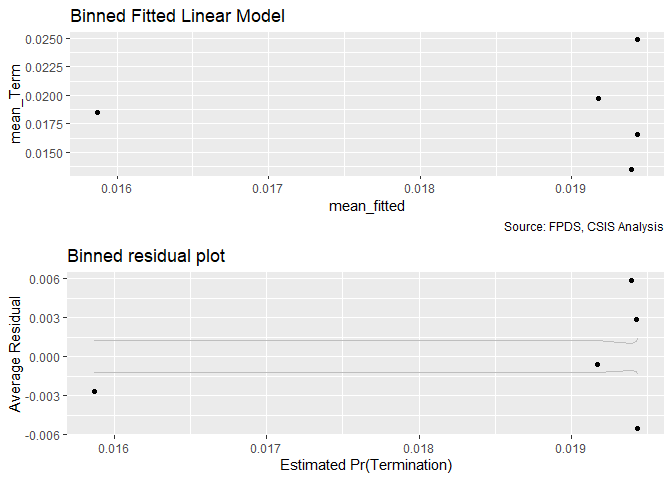 Binned Fitted Linear Model
mean_Term
0.0250
0.0225
0.0200
0.0175
0.0150
0.016 0.017 0.018 0.019
mean_fitted
Source: FPDS, CSIS Analysis
Binned residual plot
Average Residual
0.006
0.003
0.000
-0.003
-0.006
0.016 0.017 0.018 0.019
Estimated Pr(Termination)